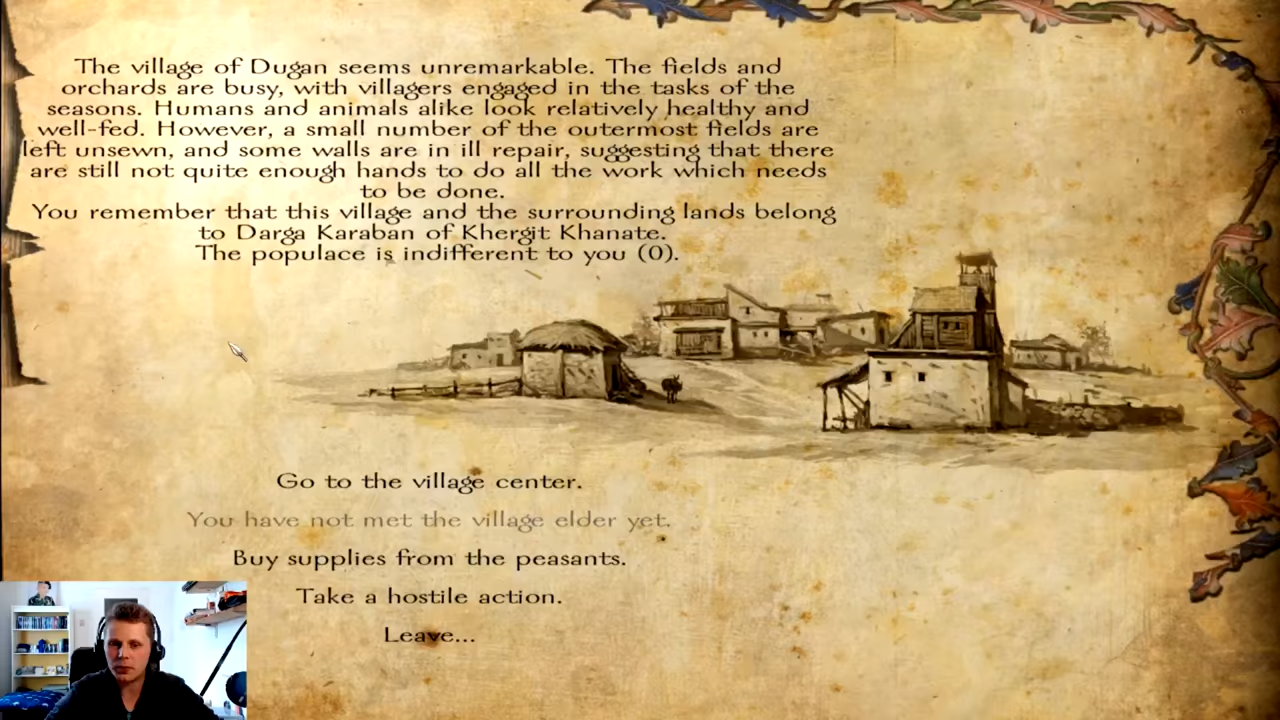 The village of Dugan seems unremarkable. The fields and
orchards are busy, with villagers engaged in the tasks of the
seasons. Humans and animals alike look relatively healthy and
well-fed. However, a small number of the outermost fields are
left unsewn, and some walls are in ill repair, suggesting that there
are still not quite enough hands to do all the work which needs
to be done.
You remember that this village and the surrounding lands belong
to Darga Karaban of Khergit Khanate.
The populace is indifferent to you (0).
Go to the village center.
You have not met the village elder yet.
Buy supplies from the peasants.
Take a hostile action.
Leave...